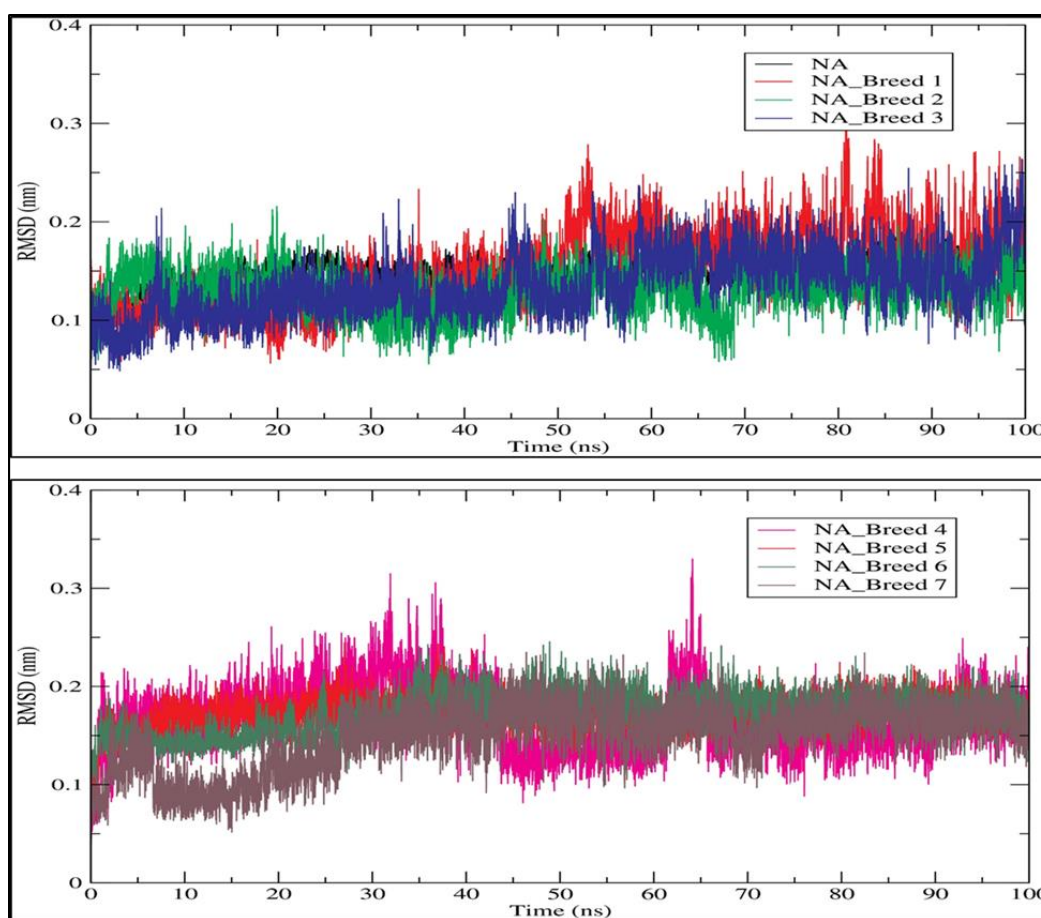 0.4
NA
NA_Breed 1
NA_Breed 2
NA_Breed 3
0.3
RMSD (nm)
0.2
0.1
0
0 10 20 30 40 50 60 70 80 90 100
Time (ns)
0.4
NA_Breed 4
NA_Breed 5
NA_Breed 6
NA_Breed 7
0.3
RMSD (nm)
0.2
0.1
0
0 10 20 30 40 50 60 70 80 90 100
Time (ns)